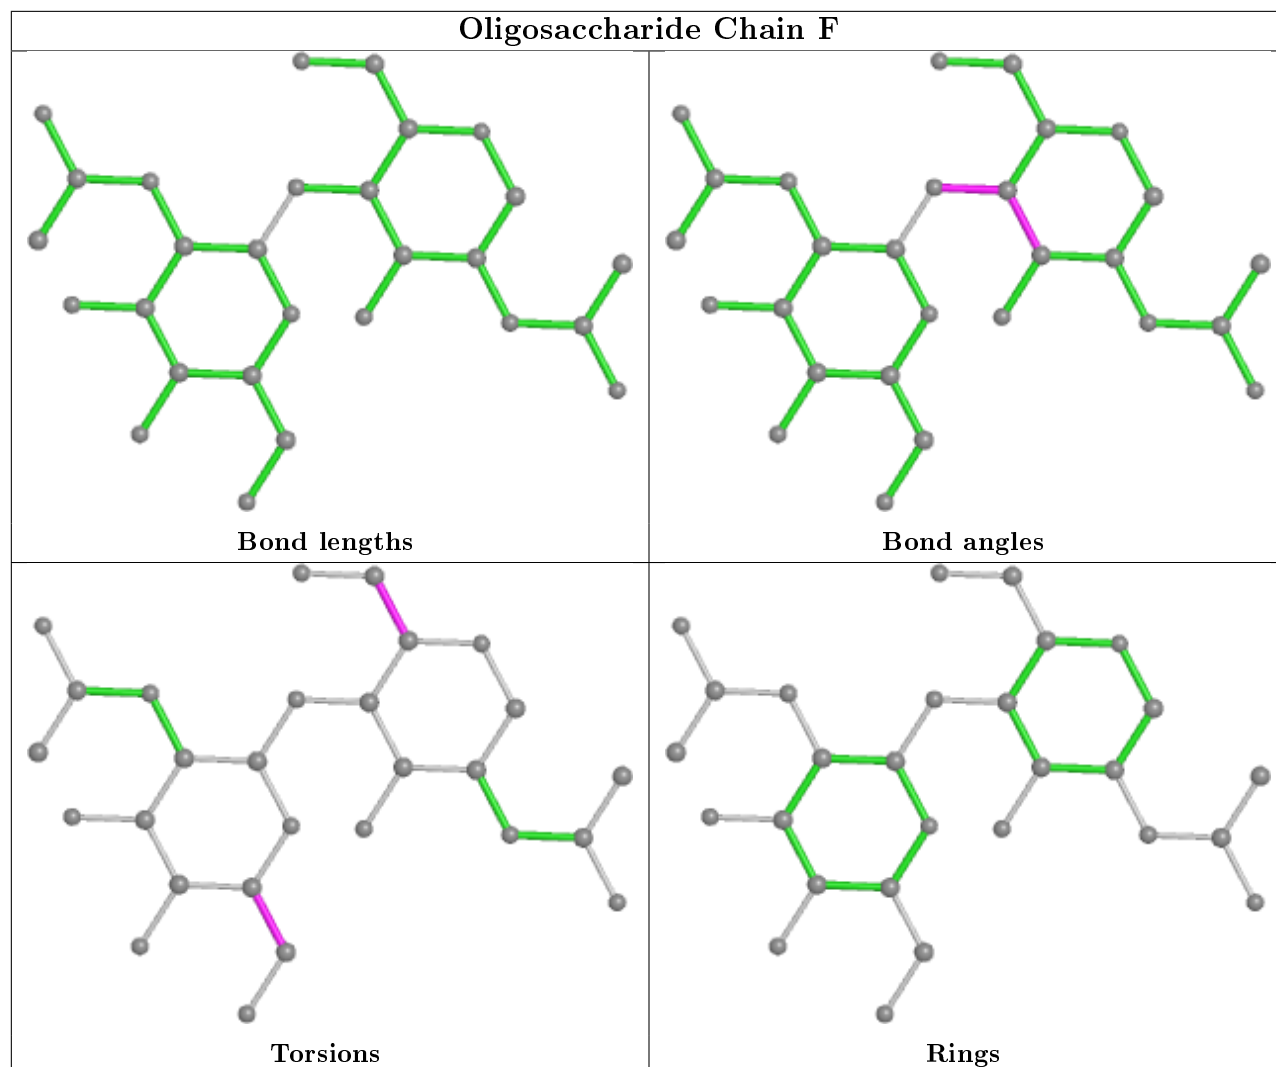 Oligosaccharide Chain F
Bond lengths
Bond angles
Torsions
Rings